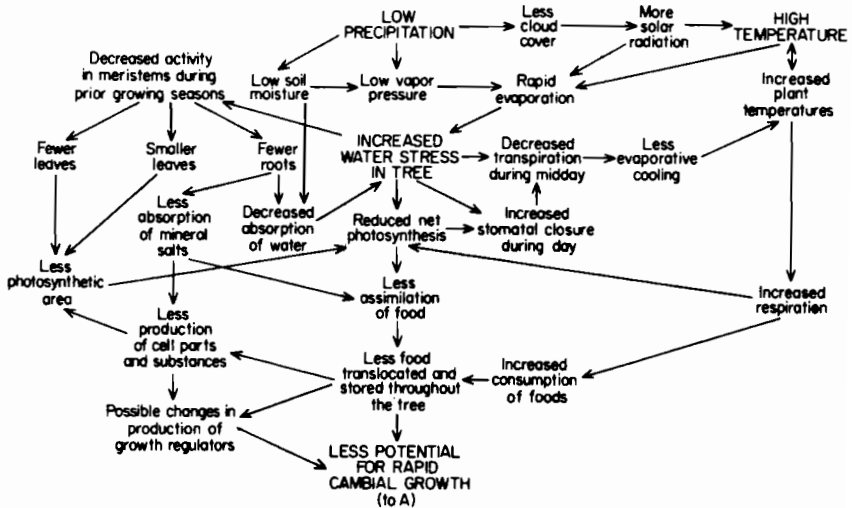 LOW
PRECIPITATION
Less
cloud
cover
More
solar
radiation
HIGH
TEMPERATURE
Decreased activity
in meristems during
prior growing seasons
Low soil
moisture
Low vapor
pressure
Rapid
evaporation
Increased
plant
temperatures
Fewer
leaves
Smaller
leaves
Fewer
roots
INCREASED
WATER STRESS
IN TREE
Decreased
transpiration
during midday
Less
evaporative
cooling
Less
absorption
of mineral
salts
Decreased
absorption
of water
Reduced net
photosynthesis
Increased
stomatal closure
during day
Less
photosynthetic
area
Less
assimilation
of food
Increased
respiration
Less
production
of cell parts
and substances
Less food
translocated and
stored throughout
the tree
Increased
consumption
of foods
Possible changes in
production of
growth regulators
LESS POTENTIAL
FOR RAPID
CAMBIAL GROWTH
(to A)